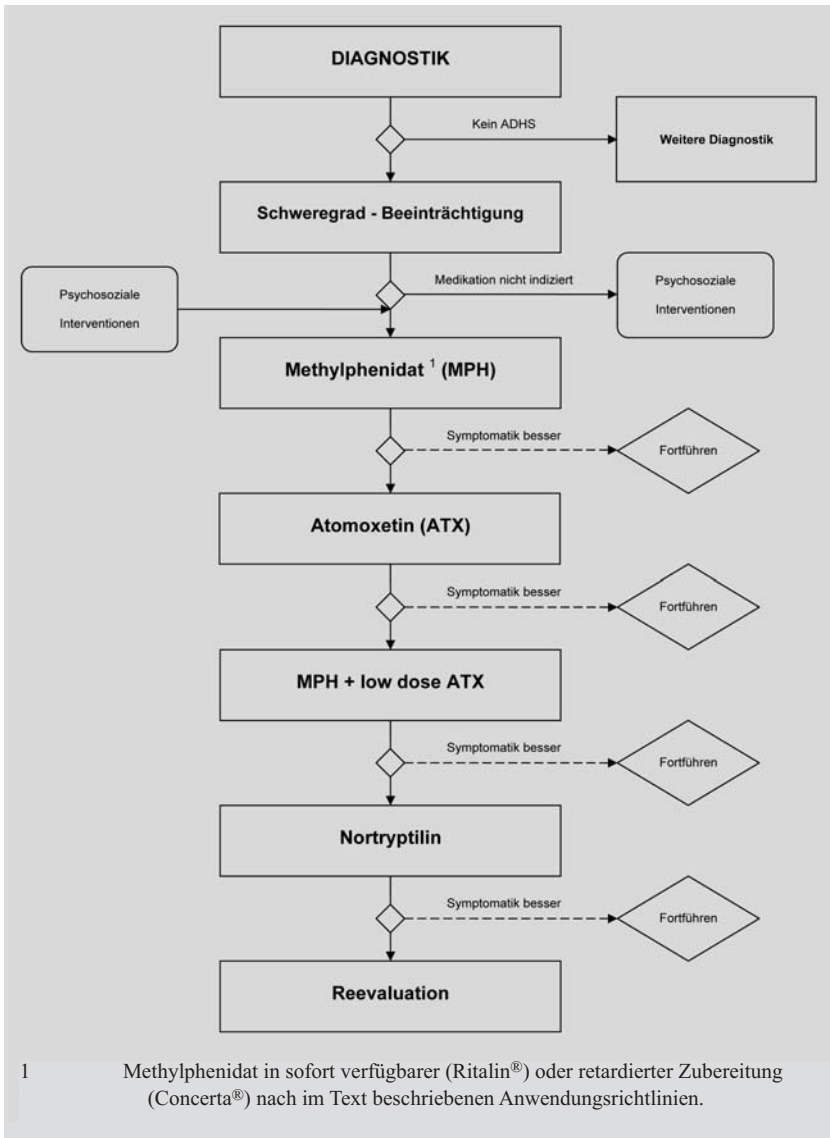 DIAGNOSTIK
Kein ADHS
Weitere Diagnostik
Schweregrad - Beeinträchtigung
Medikation nicht indiziert
Psychosoziale
Interventionen
Psychosoziale
Interventionen
Methylphenidat ¹ (MPH)
Symptomatik besser
Fortführen
Atomoxetin (ATX)
Symptomatik besser
Fortführen
MPH + low dose ATX
Symptomatik besser
Fortführen
Nortryptilin
Symptomatik besser
Fortführen
Reevaluation
1 Methylphenidat in sofort verfügbarer (Ritalin®) oder retardierter Zubereitung
(Concerta®) nach im Text beschriebenen Anwendungsrichtlinien.